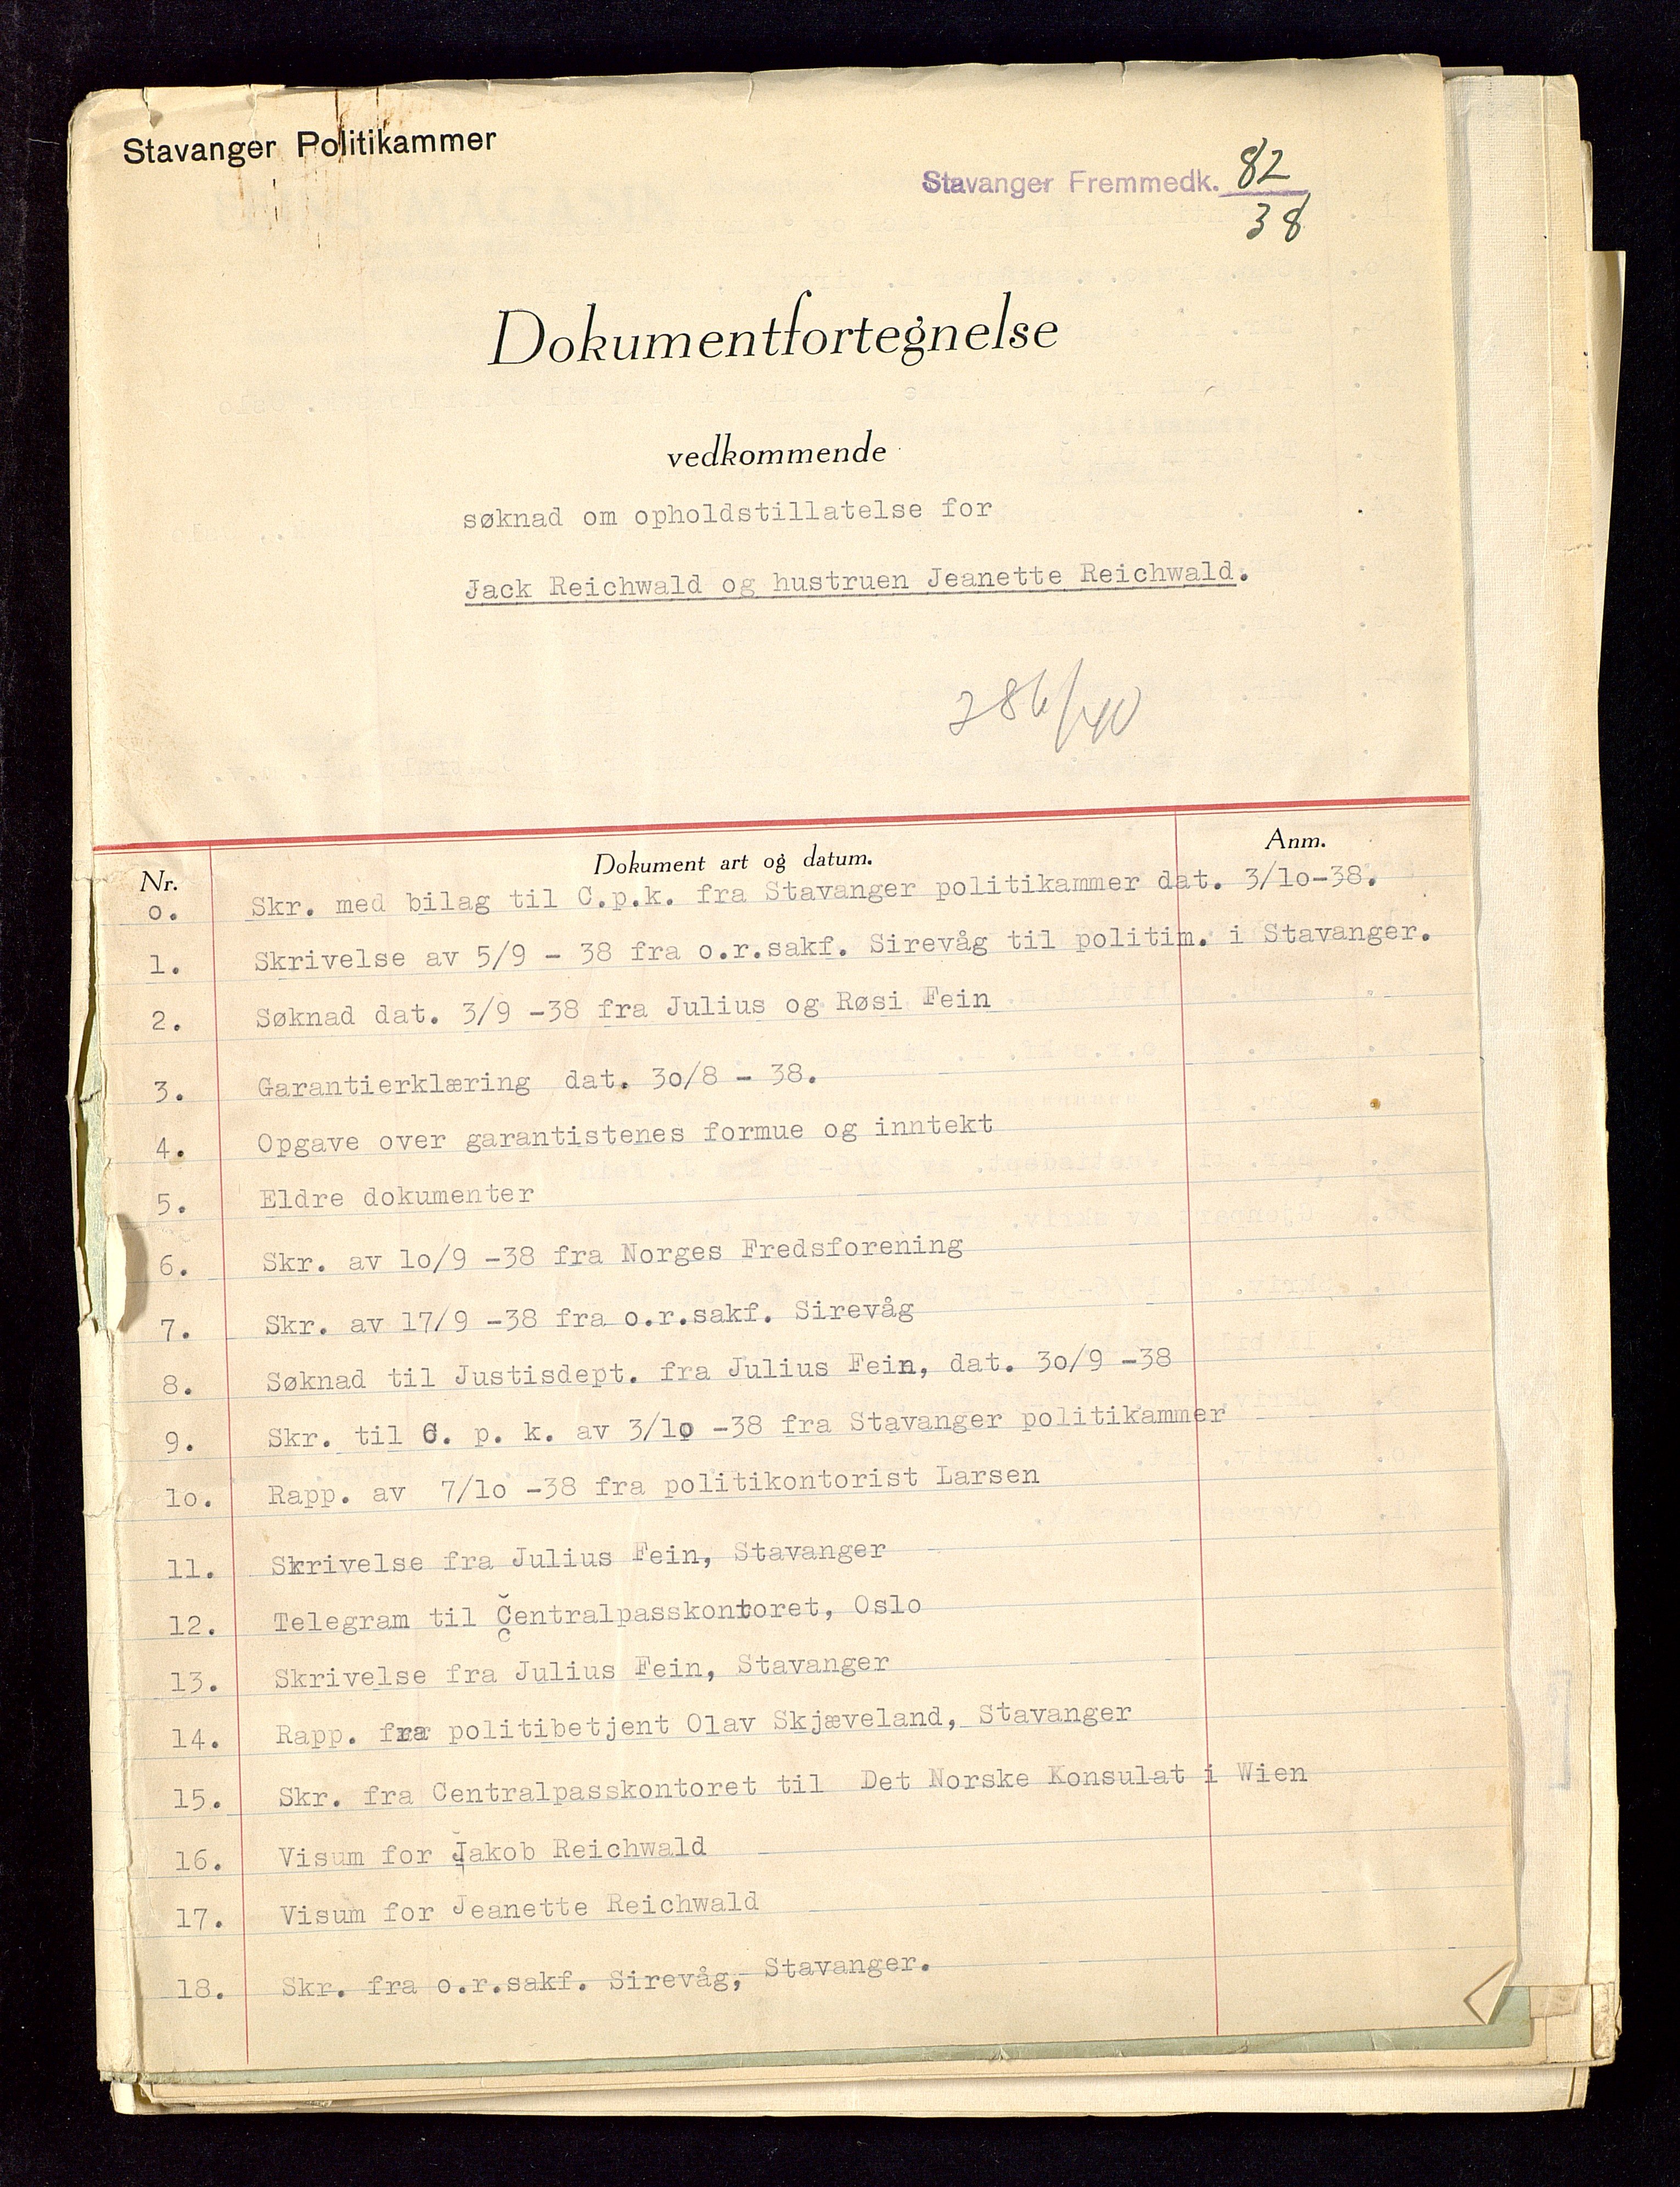 Stavanger Politikammer
Stavanger Fremmedk. 82
38
Dokumentfortegnelse
vedkommende
søknad om opholdstillatelse for
Jack Reichwald og hustruen Jeanette Reichwald.
286/40
Nr. Dokument art og datum. Anm.
o. Skr. med bilag til C.p.k. fra Stavanger politikammer dat. 3/lo-38.
1. Skrivelse av 5/9 - 38 fra o.r.sakf. Sirevåg til politim. i Stavanger.
2. Søknad dat. 3/9 -38 fra Julius og Røsi Fein
3. Garantierklæring dat. 3o/8 - 38.
4. Opgave over garantistenes formue og inntekt
5. Eldre dokumenter
6. Skr. av lo/9 -38 fra Norges Fredsforening
7. Skr. av 17/9 -38 fra o.r.sakf. Sirevåg
8. Søknad til Justisdept. fra Julius Fein, dat. 3o/9 -38
9. Skr. til C. p. k. av 3/lo -38 fra Stavanger politikammer
lo. Rapp. av 7/lo -38 fra politikontorist Larsen
11. Skrivelse fra Julius Fein, Stavanger
12. Telegram til Centralpasskontoret, Oslo
13. Skrivelse fra Julius Fein, Stavanger
14. Rapp. fra politibetjent Olav Skjæveland, Stavanger
15. Skr. fra Centralpasskontoret til Det Norske Konsulat i Wien
16. Visum for Jakob Reichwald
17. Visum for Jeanette Reichwald
18. Skr. fra o.r.sakf. Sirevåg, Stavanger.